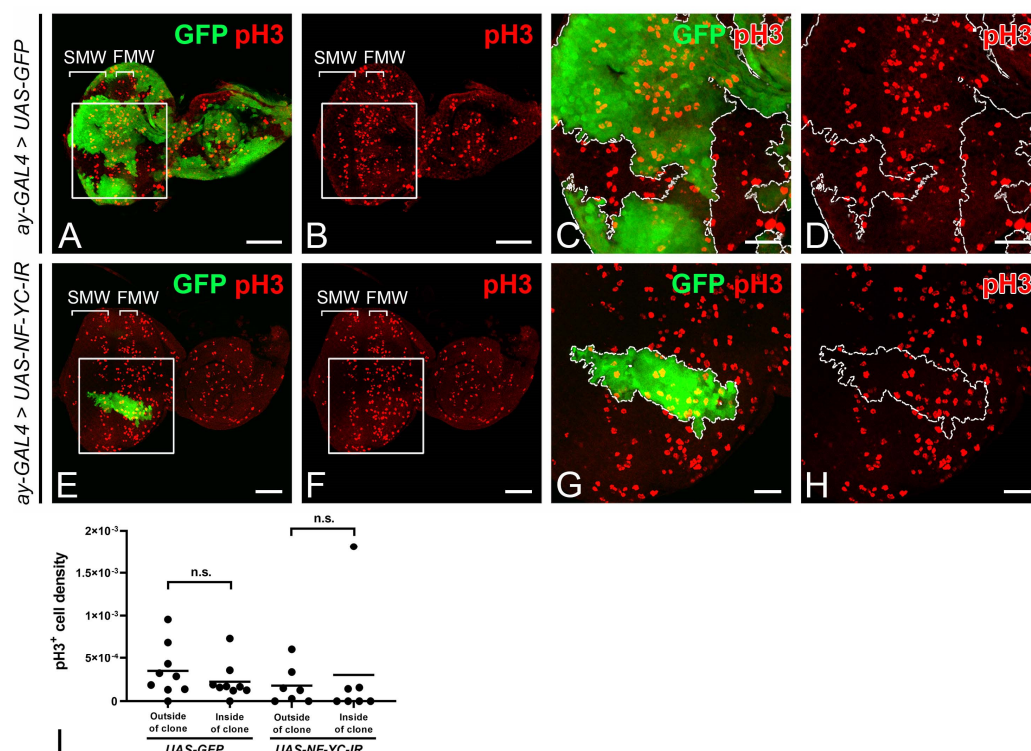 ay-GAL4 > UAS-GFP
GFP pH3
SMW FMW
A
pH3
SMW FMW
B
GFP pH3
C
pH3
D
ay-GAL4 > UAS-NF-YC-IR
GFP pH3
SMW FMW
E
pH3
SMW FMW
F
GFP pH3
G
pH3
H
pH3+ cell density
2×10-3
1.5×10-3
1×10-3
5×10-4
0
n.s.
n.s.
Outside of clone
Inside of clone
Outside of clone
Inside of clone
UAS-GFP
UAS-NF-YC-IR